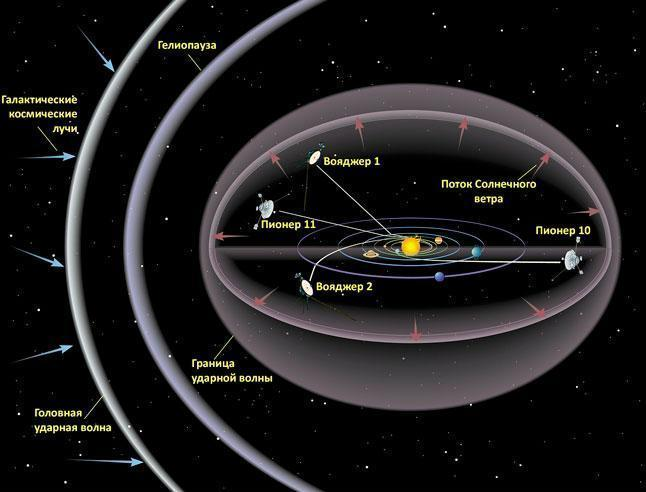 Гелиопауза
Галактические
космические
лучи
Вояджер 1
Поток Солнечного
ветра
Пионер 11
Пионер 10
Вояджер 2
Граница
ударной волны
Головная
ударная волна